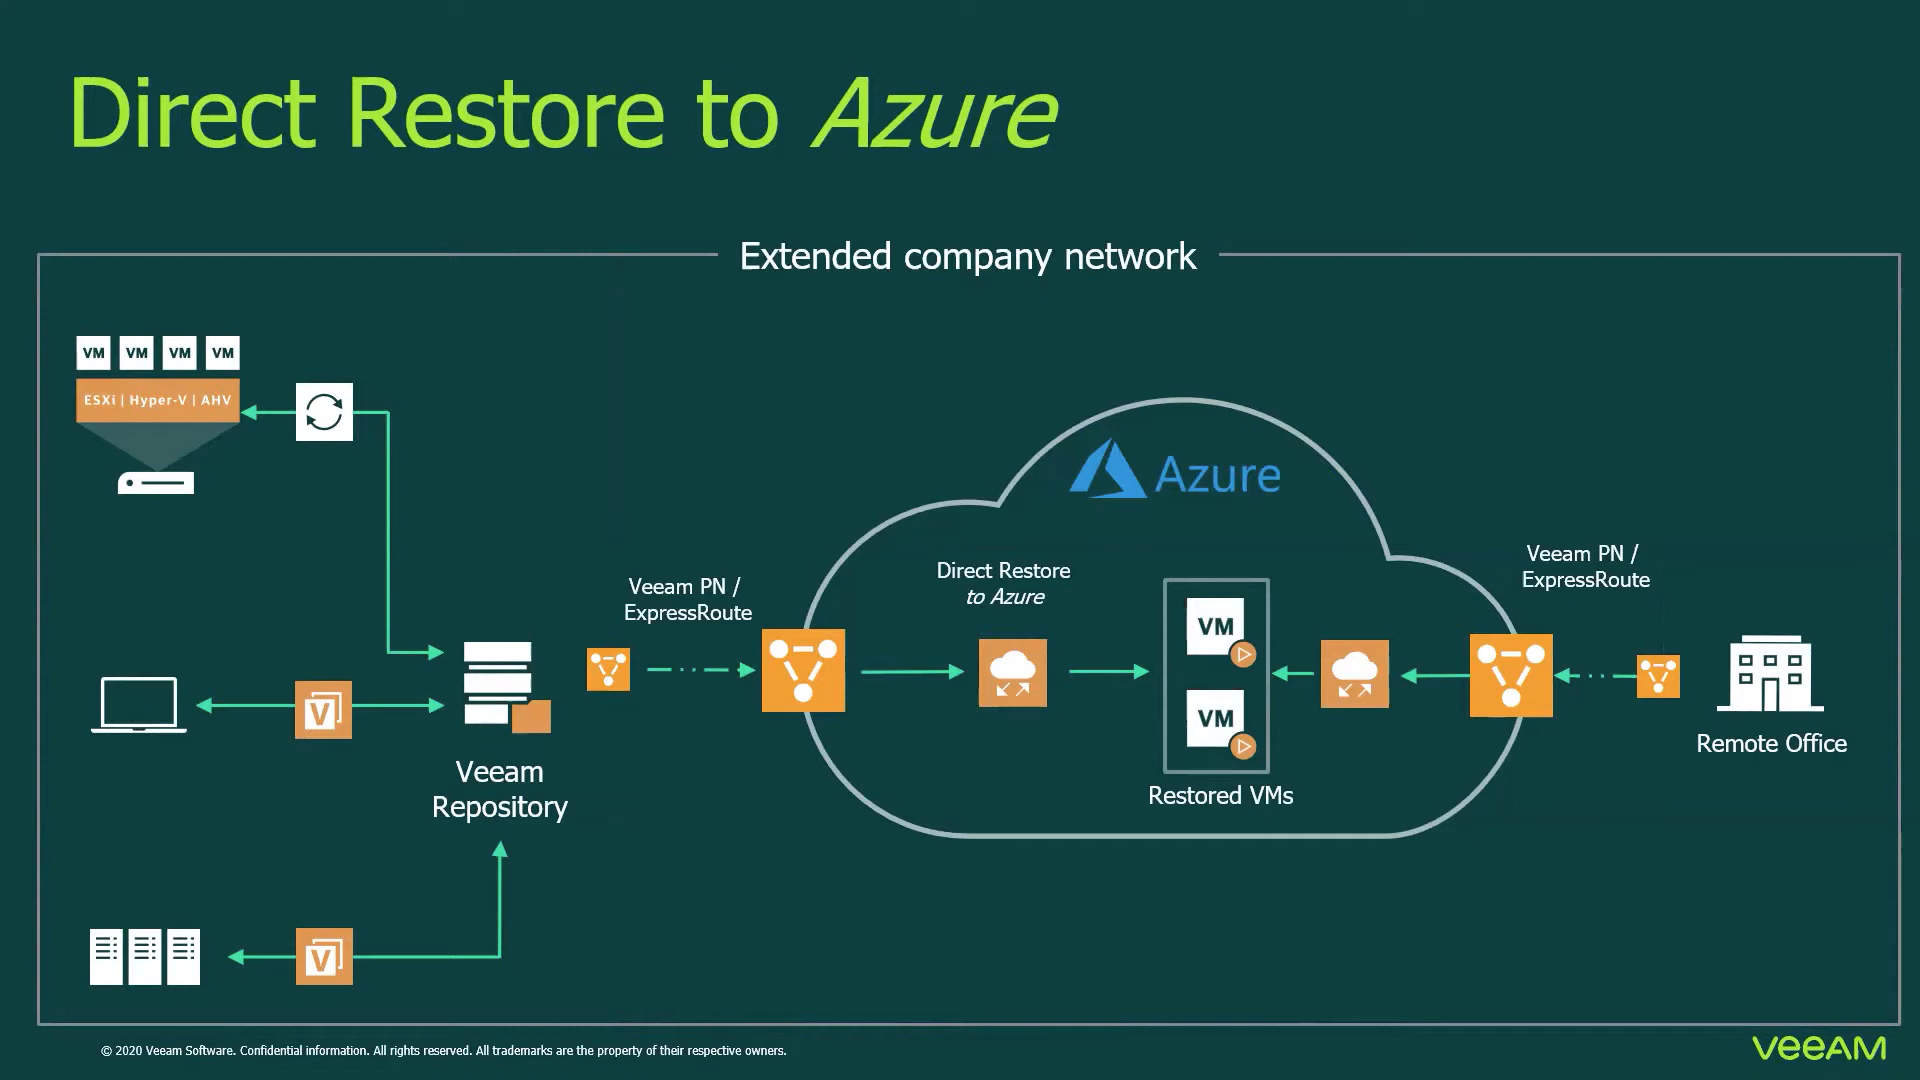 Direct Restore to Azure
Extended company network
VM VM VM VM
ESXi | Hyper-V | AHV
Azure
Veeam PN /
ExpressRoute
Direct Restore
to Azure
Veeam PN /
ExpressRoute
VM
VM
V
Veeam
Repository
Restored VMs
Remote Office
V
© 2020 Veeam Software. Confidential information. All rights reserved. All trademarks are the property of their respective owners.
VEEAM